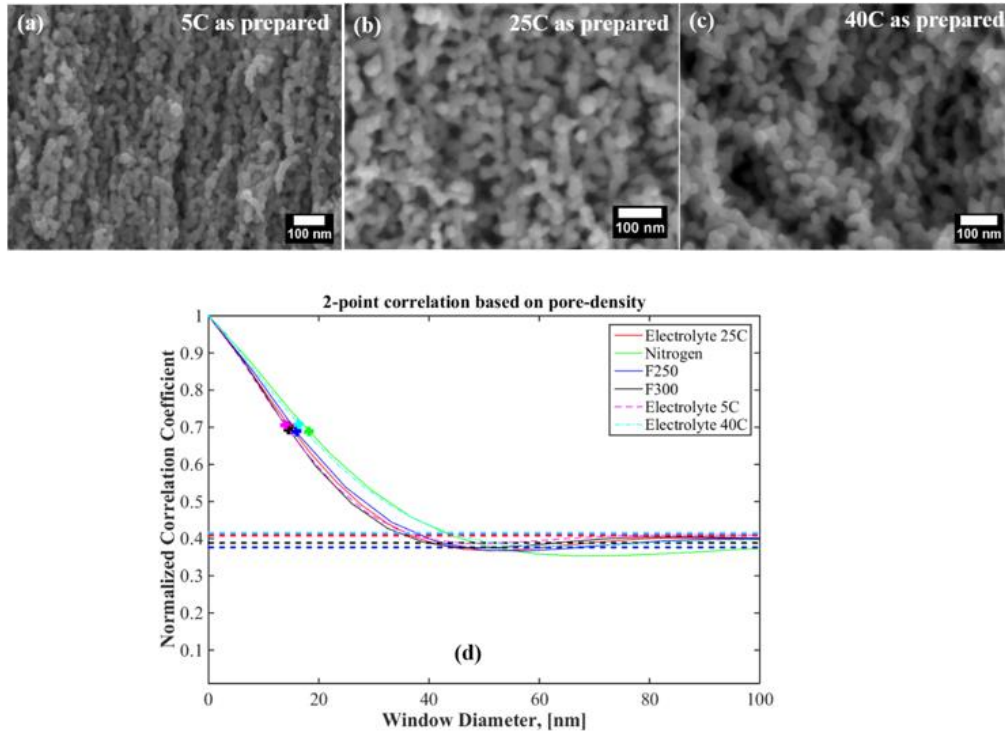 (a) 5C as prepared
100 nm
(b) 25C as prepared
100 nm
(c) 40C as prepared
100 nm
2-point correlation based on pore-density
Normalized Correlation Coefficient
1
0.9
0.8
0.7
0.6
0.5
0.4
0.3
0.2
0.1
Electrolyte 25C
Nitrogen
F250
F300
Electrolyte 5C
Electrolyte 40C
(d)
0 20 40 60 80 100
Window Diameter, [nm]